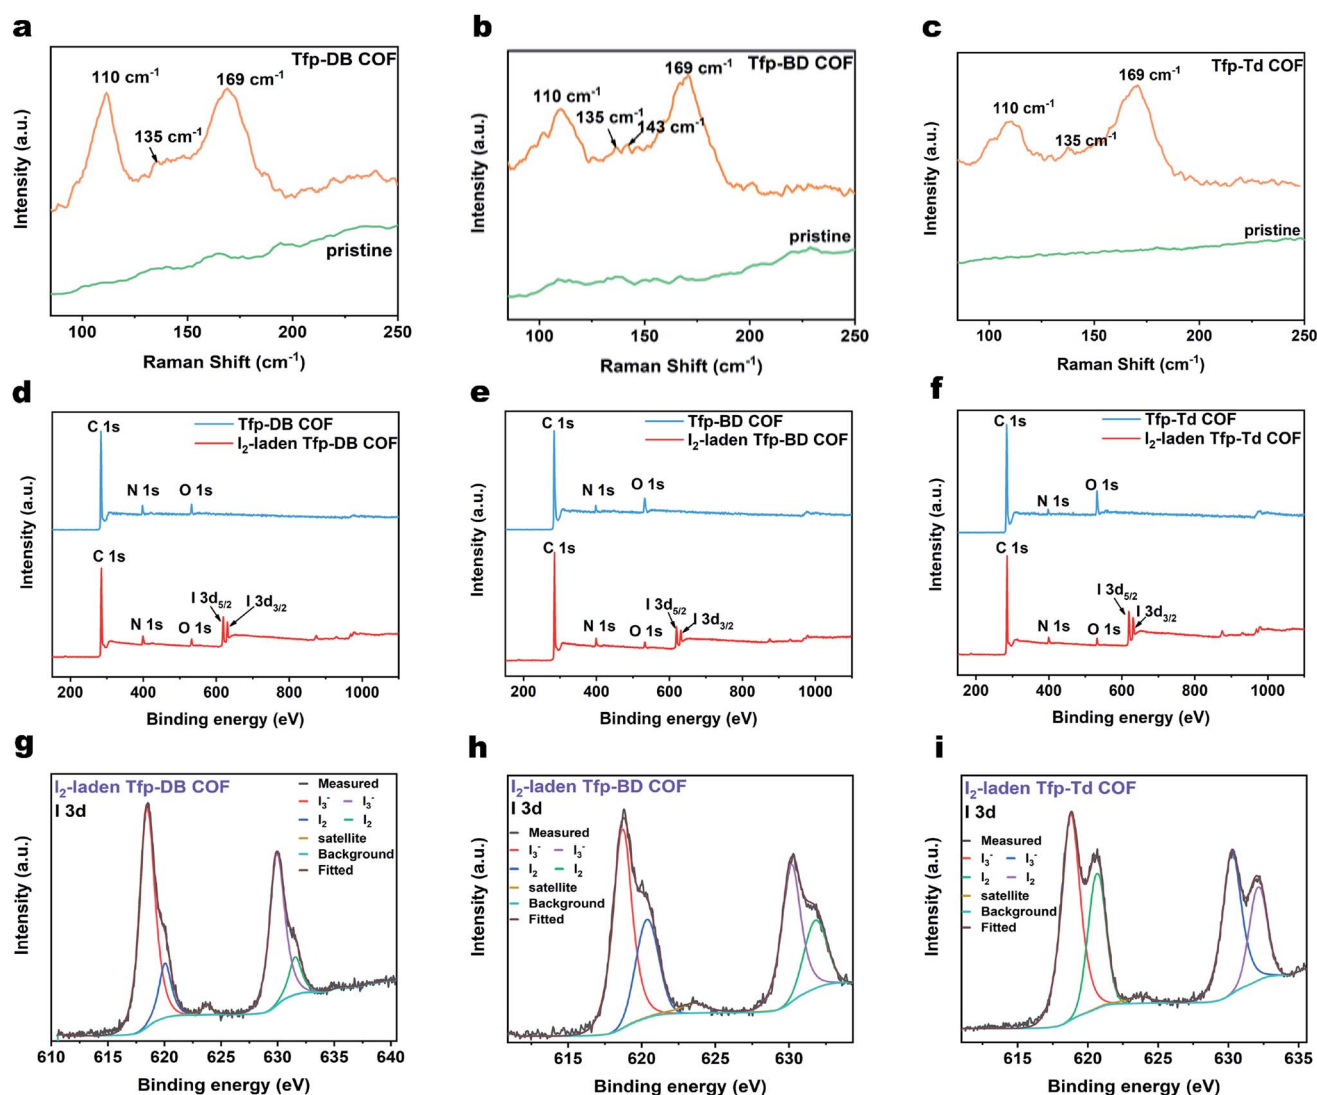 a
Tfp-DB COF
110 cm⁻¹
169 cm⁻¹
135 cm⁻¹
pristine
Intensity (a.u.)
100 150 200 250
Raman Shift (cm⁻¹)
b
Tfp-BD COF
169 cm⁻¹
110 cm⁻¹
135 cm⁻¹
143 cm⁻¹
pristine
Intensity (a.u.)
100 150 200 250
Raman Shift (cm⁻¹)
c
Tfp-Td COF
169 cm⁻¹
110 cm⁻¹
135 cm⁻¹
pristine
Intensity (a.u.)
100 150 200 250
Raman Shift (cm⁻¹)
d
C 1s
Tfp-DB COF
I₂-laden Tfp-DB COF
N 1s
O 1s
C 1s
I 3d₅/₂
I 3d₃/₂
N 1s
O 1s
Intensity (a.u.)
200 400 600 800 1000
Binding energy (eV)
e
C 1s
Tfp-BD COF
I₂-laden Tfp-BD COF
N 1s
O 1s
C 1s
I 3d₅/₂
I 3d₃/₂
N 1s
O 1s
Intensity (a.u.)
200 400 600 800 1000
Binding energy (eV)
f
C 1s
Tfp-Td COF
I₂-laden Tfp-Td COF
N 1s
O 1s
C 1s
I 3d₅/₂
I 3d₃/₂
N 1s
O 1s
Intensity (a.u.)
200 400 600 800 1000
Binding energy (eV)
g
I₂-laden Tfp-DB COF
I 3d
Measured
I₃⁻ I₃⁻
I₂ I₂
satellite
Background
Fitted
Intensity (a.u.)
610 615 620 625 630 635 640
Binding energy (eV)
h
I₂-laden Tfp-BD COF
I 3d
Measured
I₃⁻ I₃⁻
I₂ I₂
satellite
Background
Fitted
Intensity (a.u.)
615 620 625 630
Binding energy (eV)
i
I₂-laden Tfp-Td COF
I 3d
Measured
I₃⁻ I₃⁻
I₂ I₂
satellite
Background
Fitted
Intensity (a.u.)
615 620 625 630 635
Binding energy (eV)